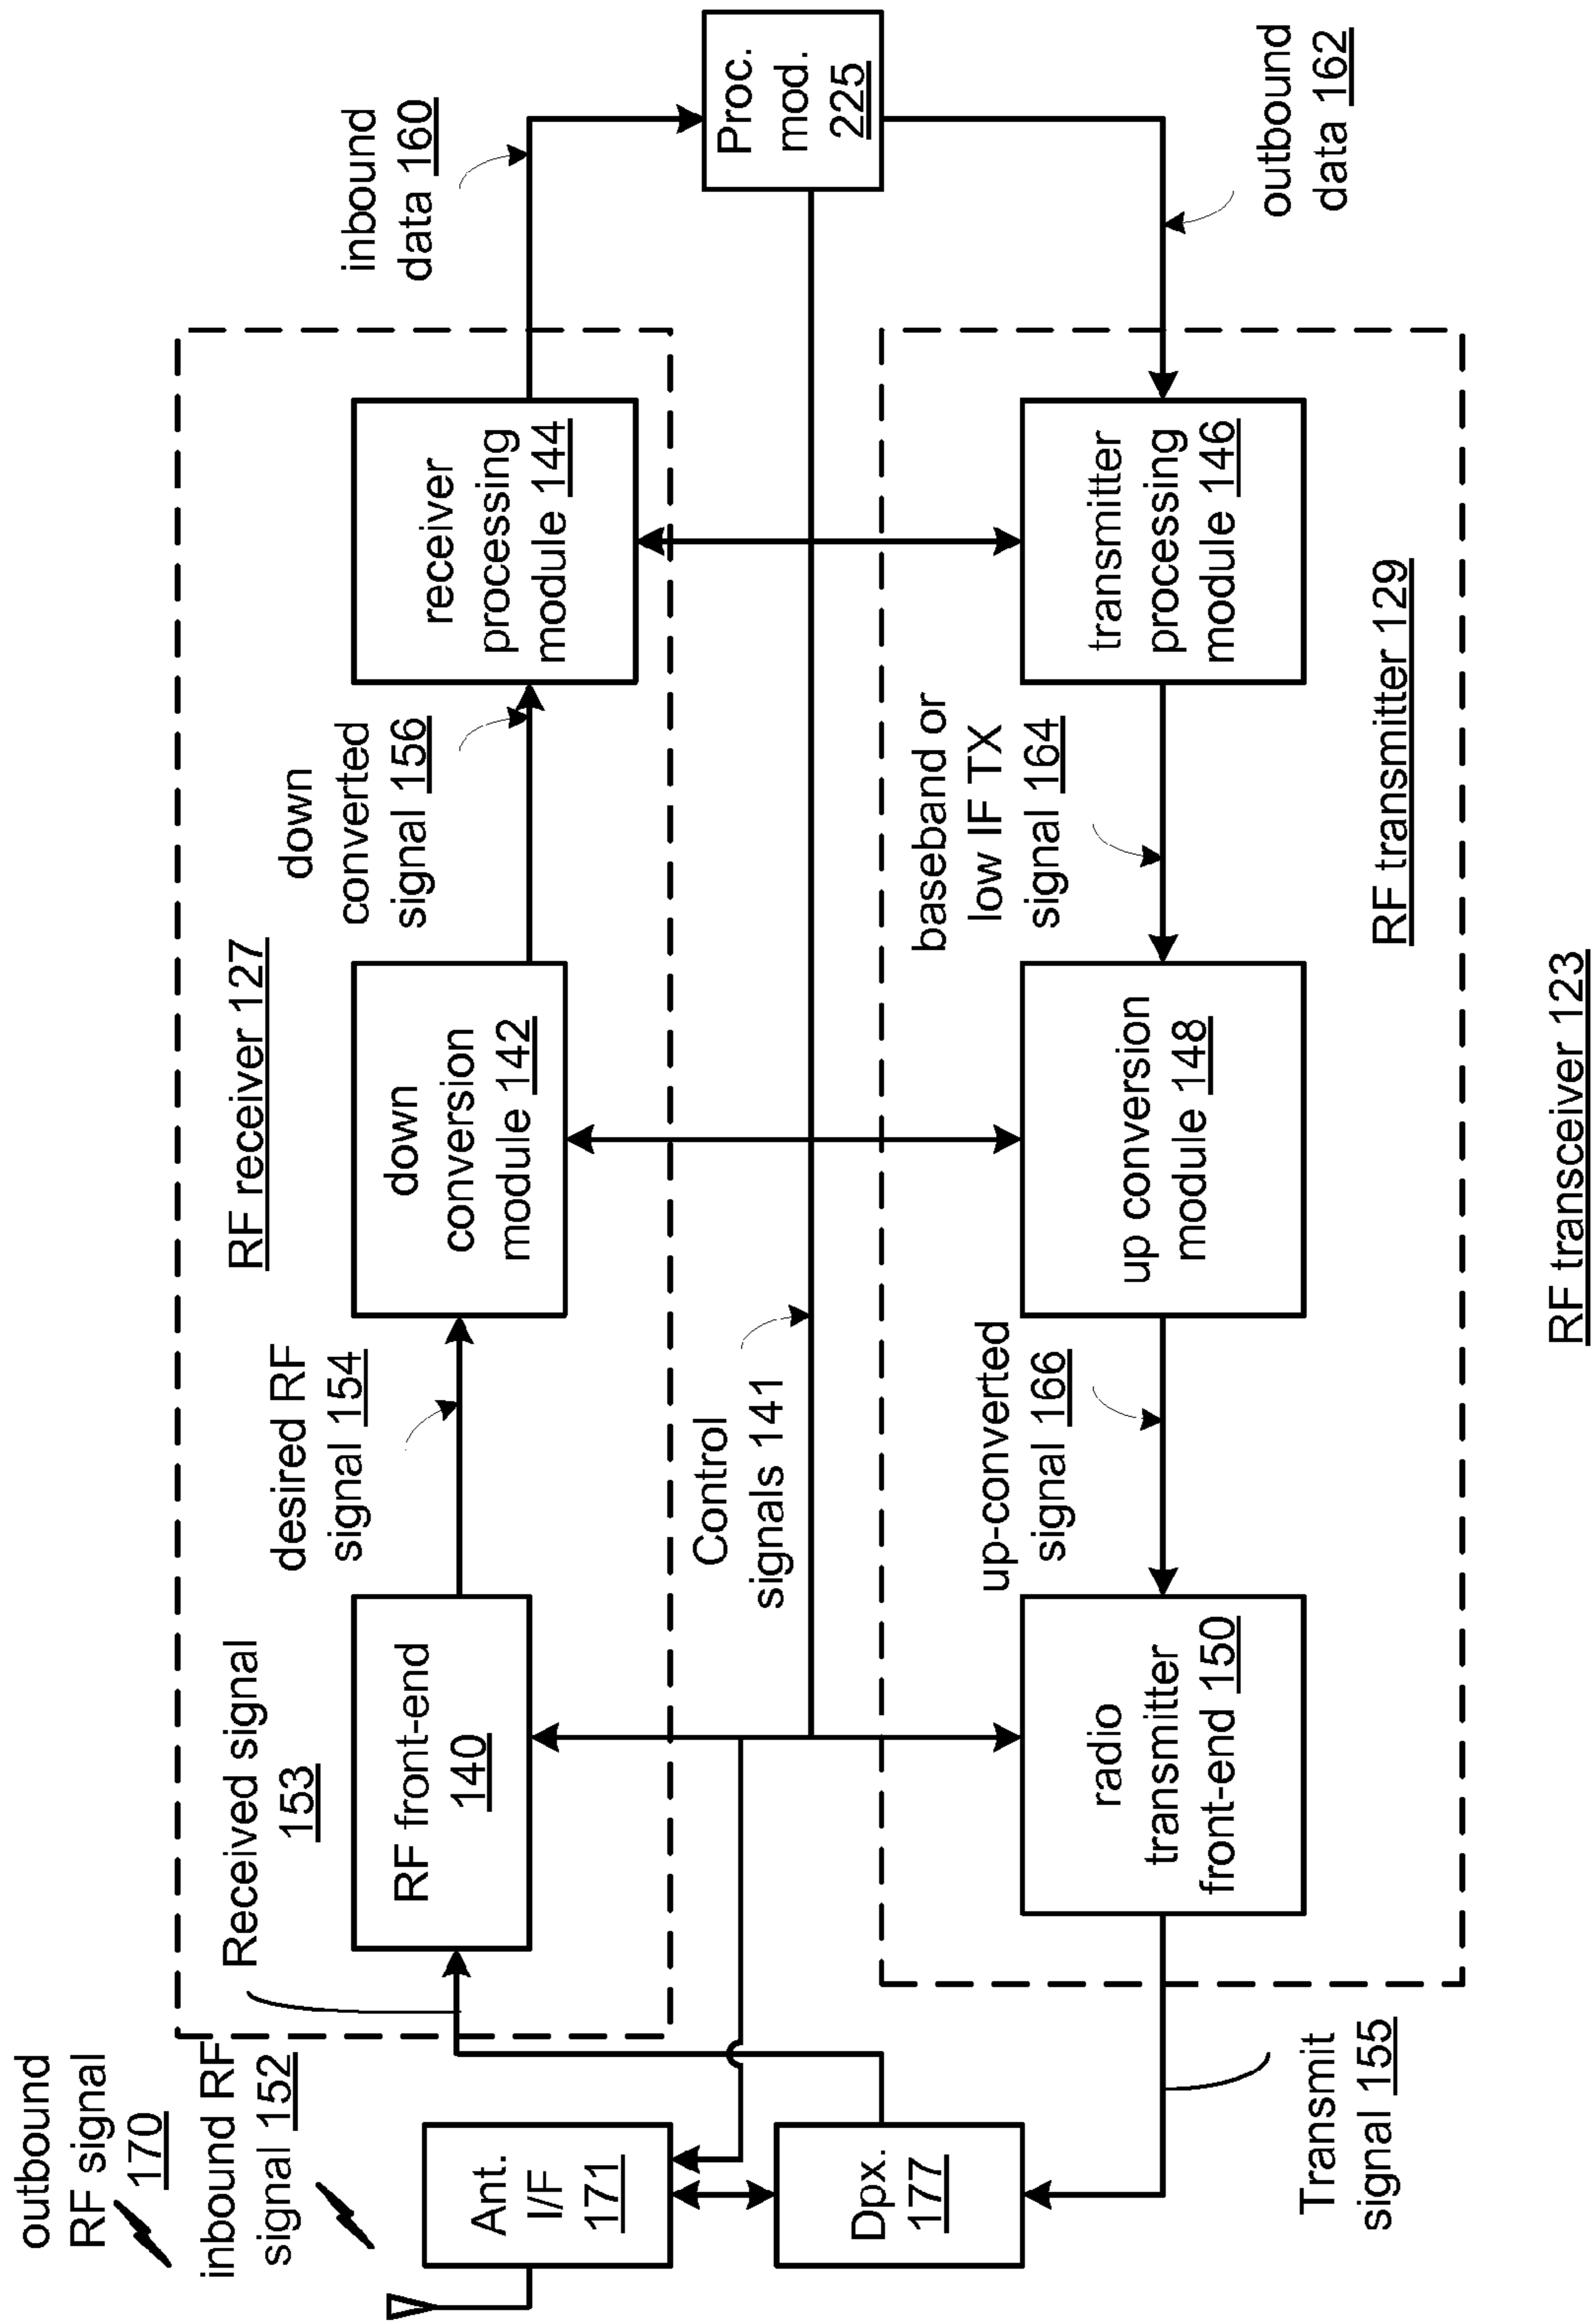 outbound
RF signal
170
inbound RF
signal 152
Received signal
153
RF receiver 127
desired RF
signal 154
down
converted
signal 156
inbound
data 160
Ant.
I/F
171
RF front-end
140
down
conversion
module 142
receiver
processing
module 144
Control
signals 141
Proc.
mod.
225
Dpx.
177
up-converted
signal 166
baseband or
low IF TX
signal 164
radio
transmitter
front-end 150
up conversion
module 148
transmitter
processing
module 146
outbound
data 162
Transmit
signal 155
RF transmitter 129
RF transceiver 123